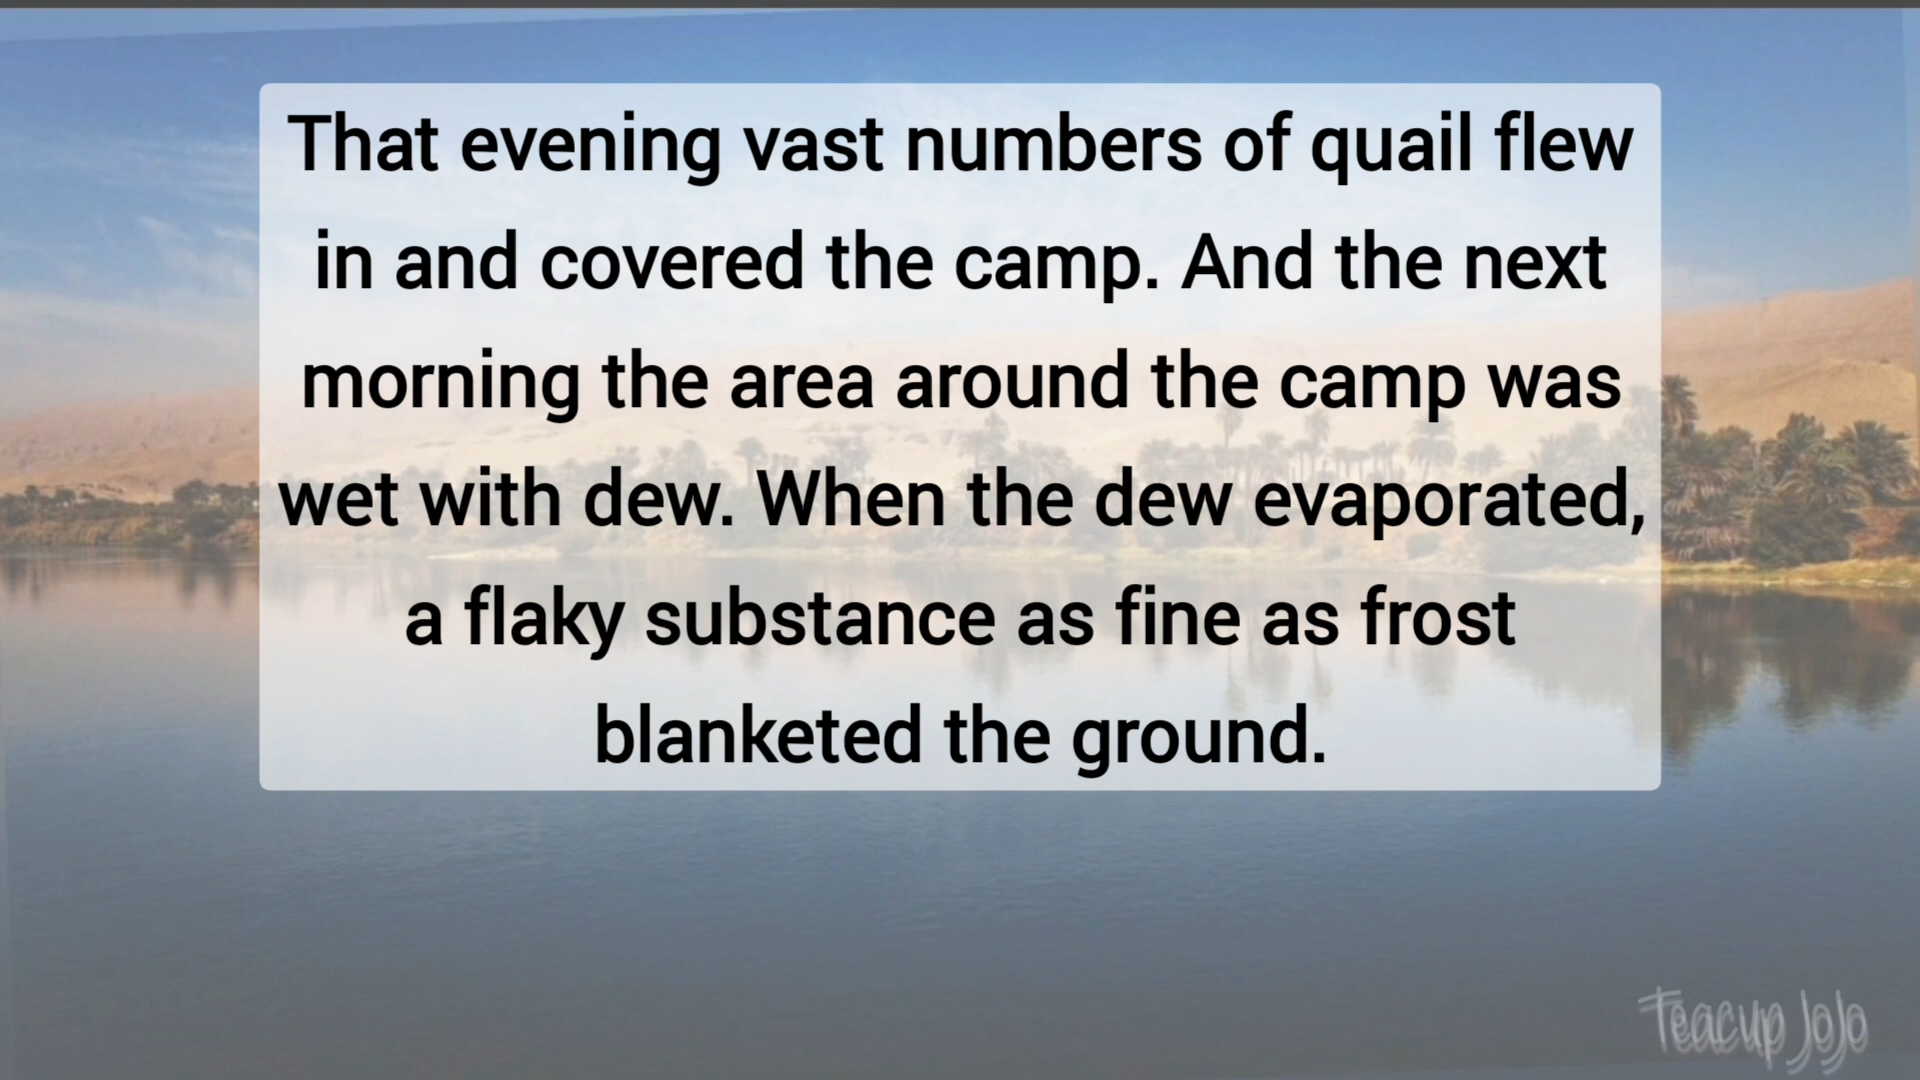 That evening vast numbers of quail flew
in and covered the camp. And the next
morning the area around the camp was
wet with dew. When the dew evaporated,
a flaky substance as fine as frost
blanketed the ground.
Teacup JoJo